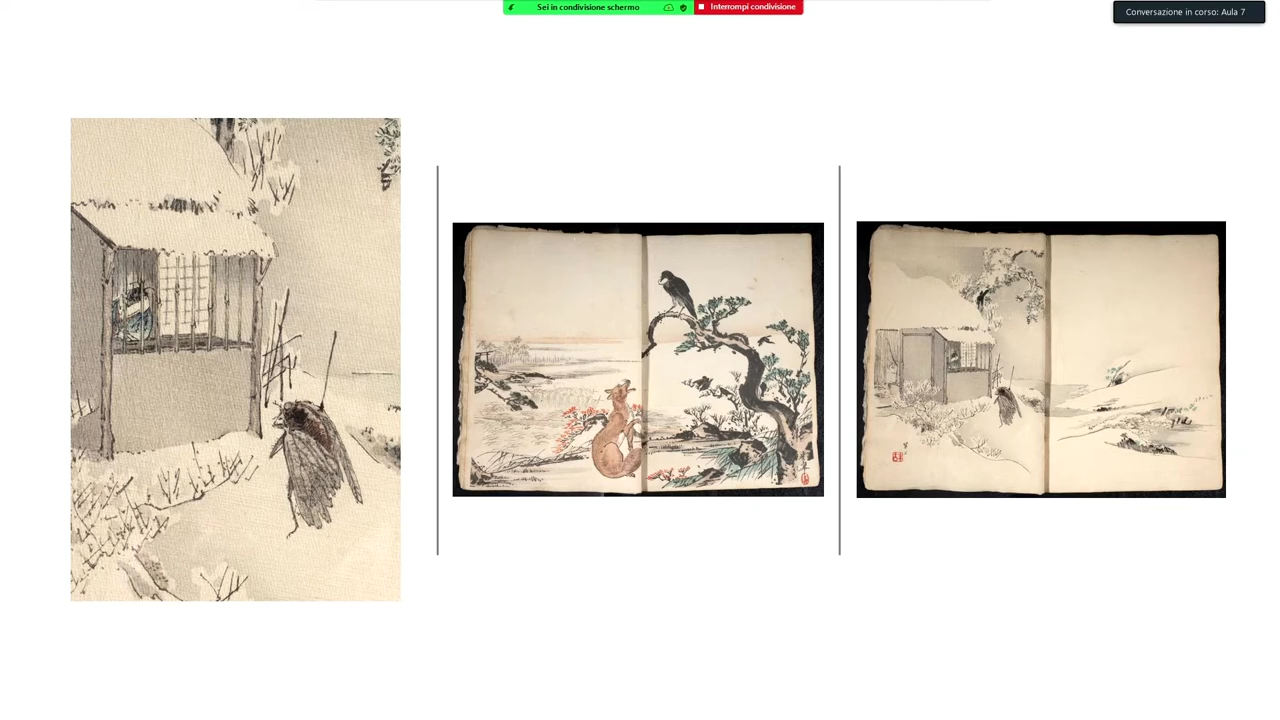 Sei in condivisione schermo
Interrompi condivisione
Conversazione in corso: Aula 7